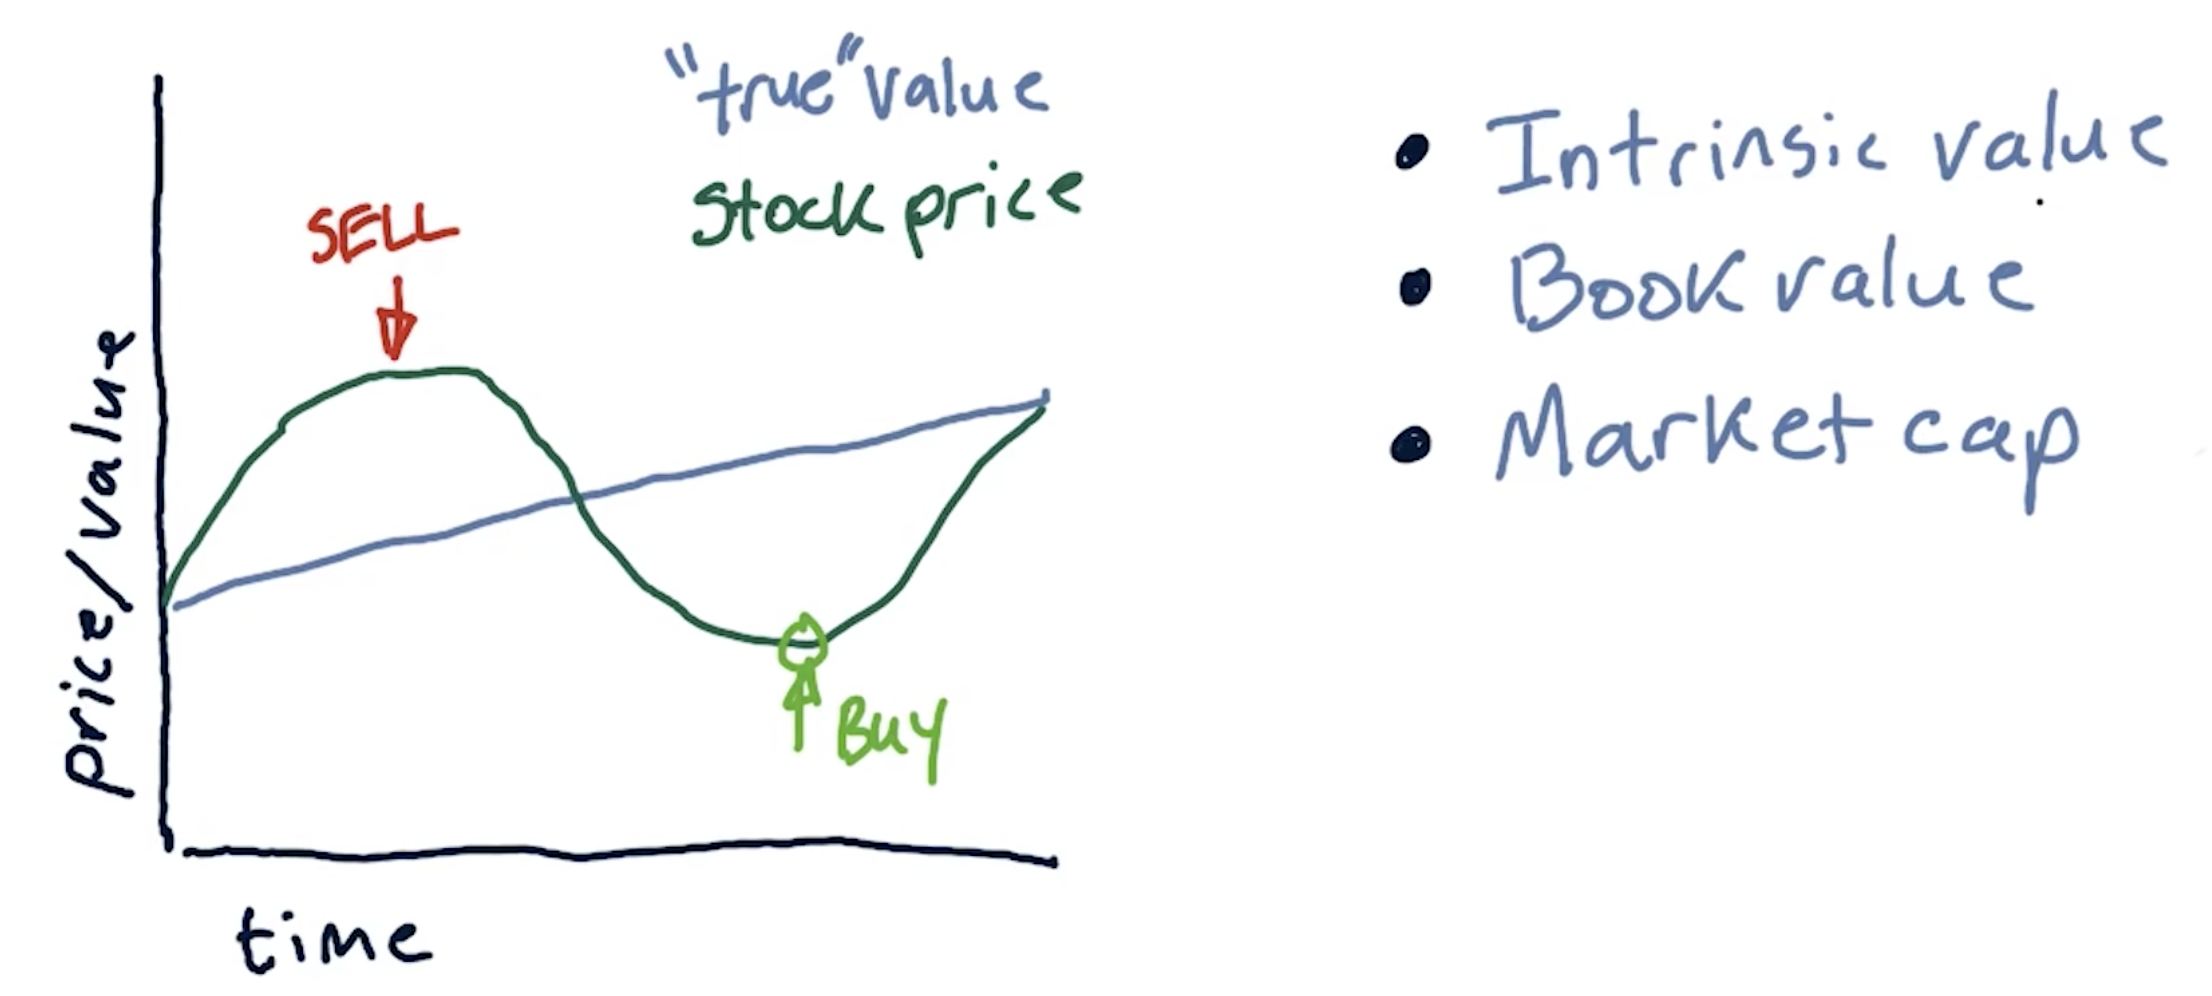 "true" value
Stock price
SELL
price/value
BUY
time
• Intrinsic value
• Book value
• Market cap